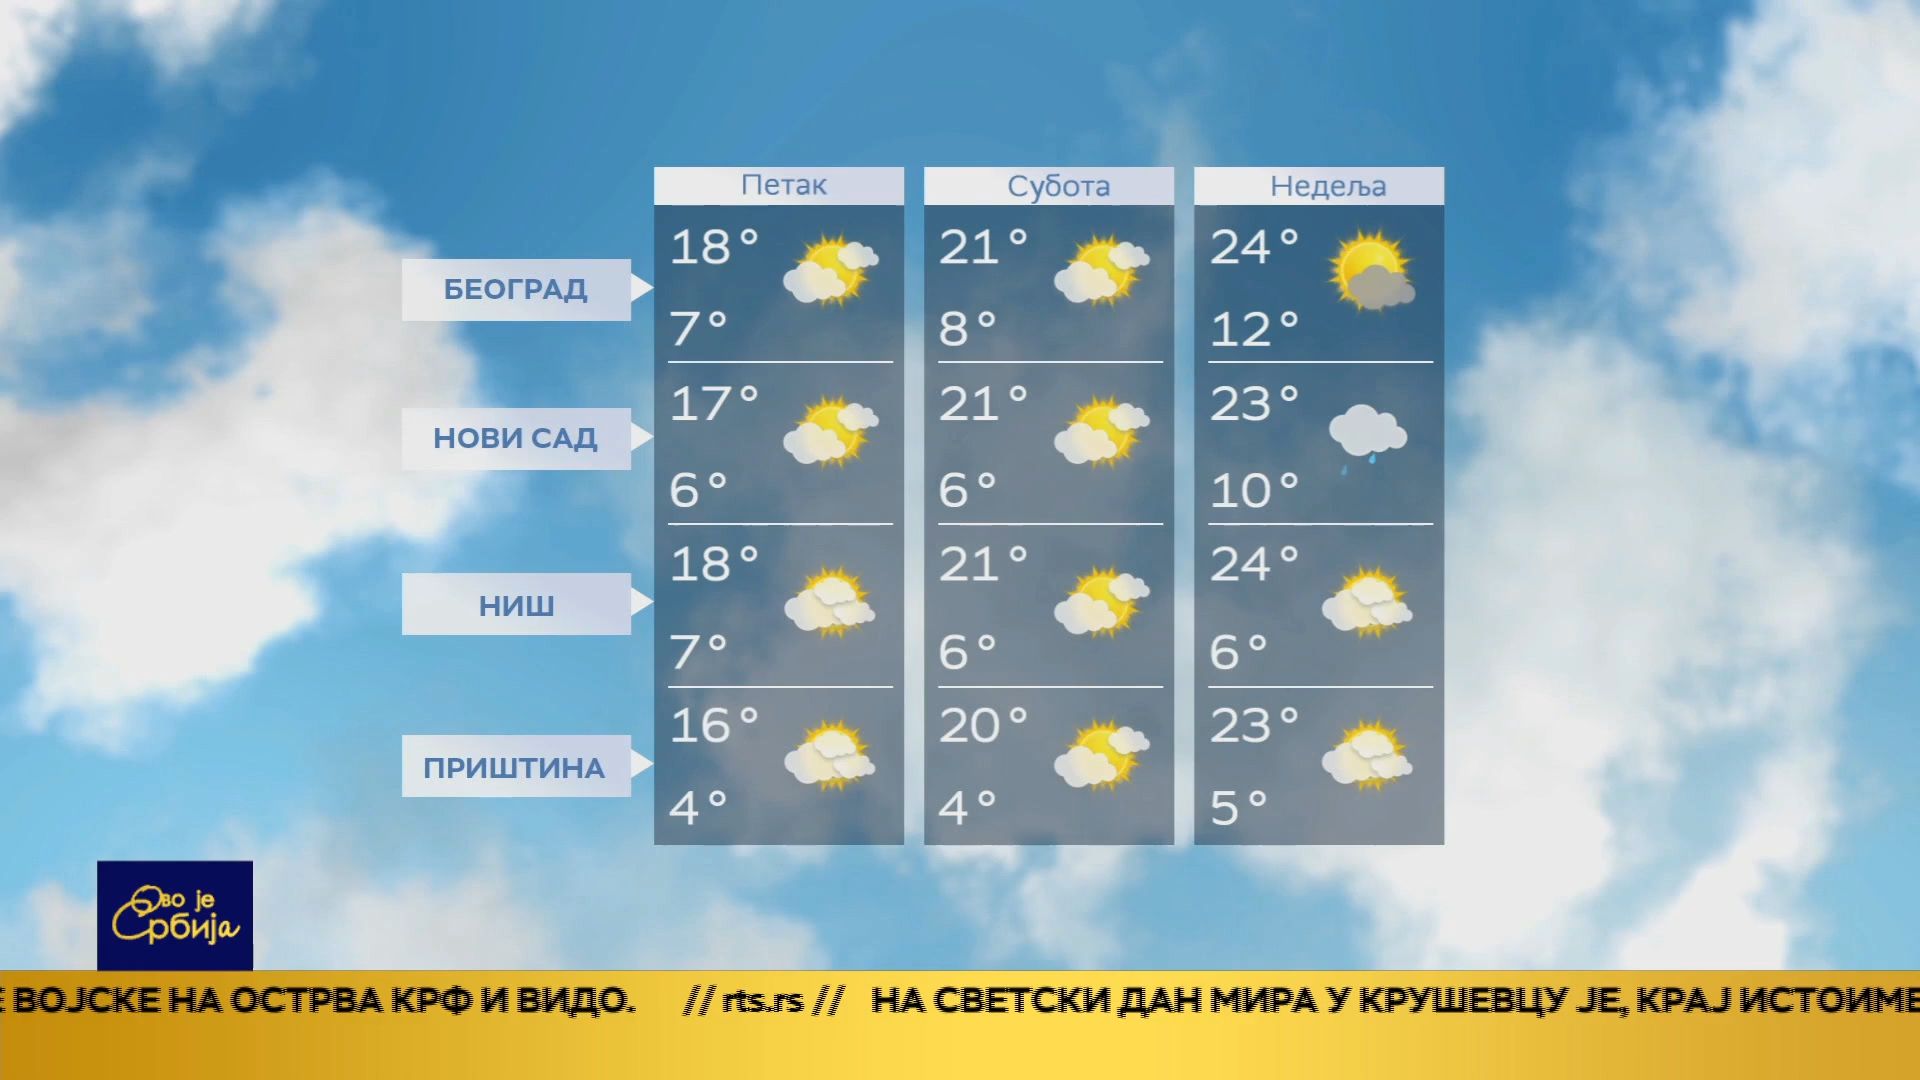 Петак Субота Недеља
18° 21° 24°
БЕОГРАД
7° 8° 12°
17° 21° 23°
НОВИ САД
6° 6° 10°
18° 21° 24°
НИШ
7° 6° 6°
16° 20° 23°
ПРИШТИНА
4° 4° 5°
Ово је
Србија
Е ВОЈСКЕ НА ОСТРВА КРФ И ВИДО. // rts.rs // НА СВЕТСКИ ДАН МИРА У КРУШЕВЦУ ЈЕ, КРАЈ ИСТОИМЕ